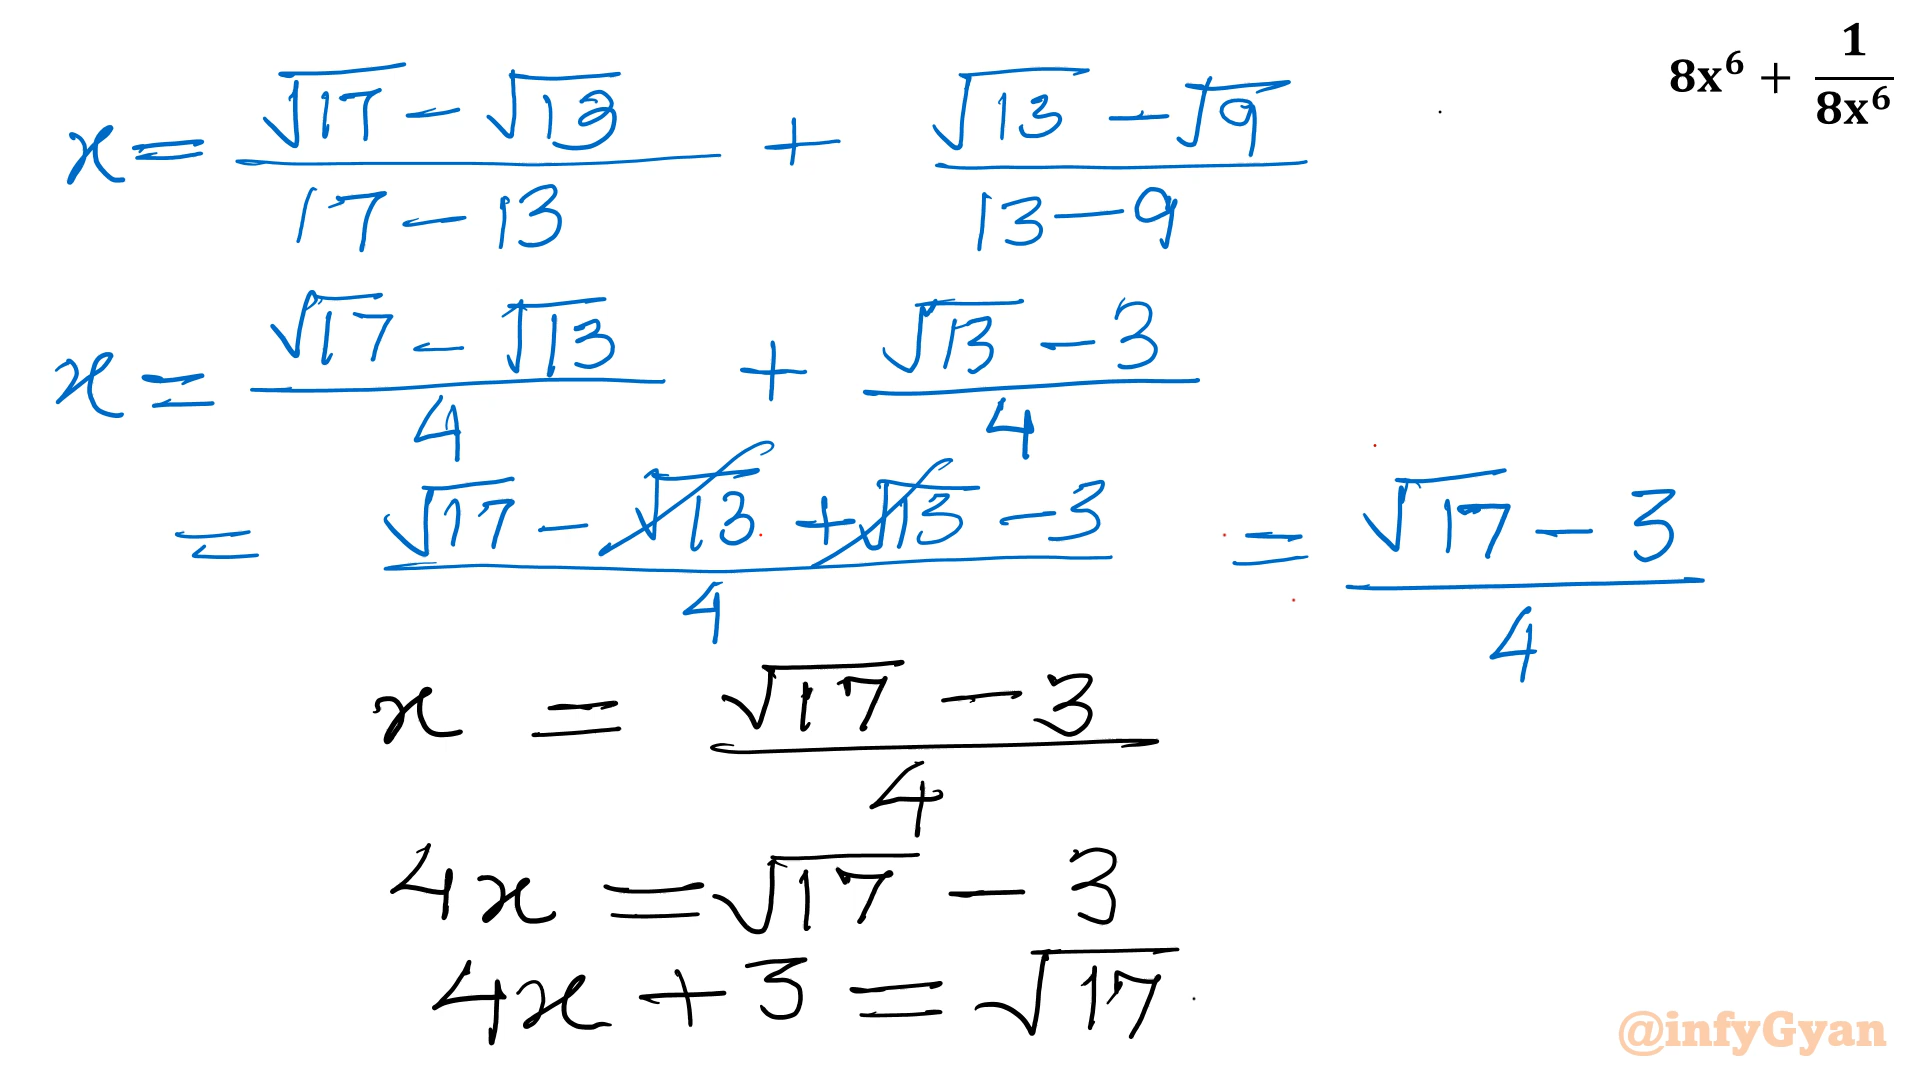 8x⁶ + 1/8x⁶
x = (√17 − √13)/(17 − 13) + (√13 − √9)/(13 − 9)
x = (√17 − √13)/4 + (√13 − 3)/4
= (√17 − √13 + √13 − 3)/4 = (√17 − 3)/4
x = (√17 − 3)/4
4x = √17 − 3
4x + 3 = √17
@infyGyan